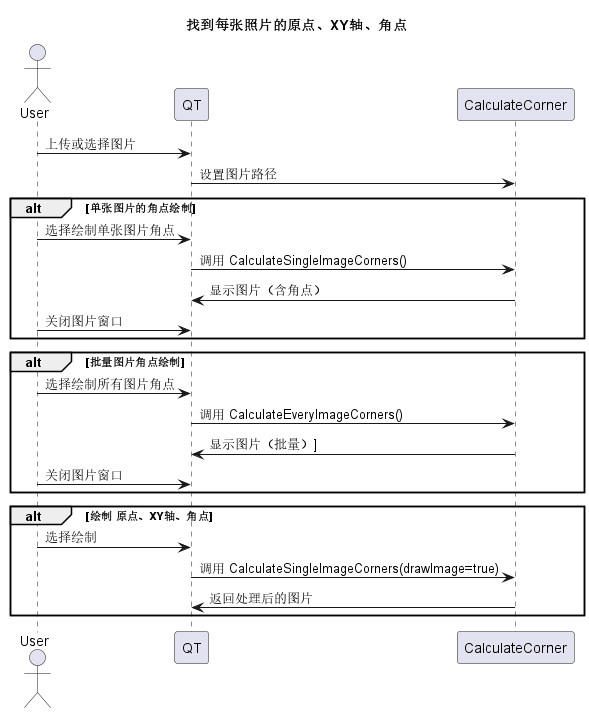 找到每张照片的原点、XY轴、角点
User
QT
CalculateCorner
上传或选择图片
设置图片路径
alt [单张图片的角点绘制]
选择绘制单张图片角点
调用 CalculateSingleImageCorners()
显示图片（含角点）
关闭图片窗口
alt [批量图片角点绘制]
选择绘制所有图片角点
调用 CalculateEveryImageCorners()
显示图片（批量）]
关闭图片窗口
alt [绘制 原点、XY轴、角点]
选择绘制
调用 CalculateSingleImageCorners(drawImage=true)
返回处理后的图片
User
QT
CalculateCorner